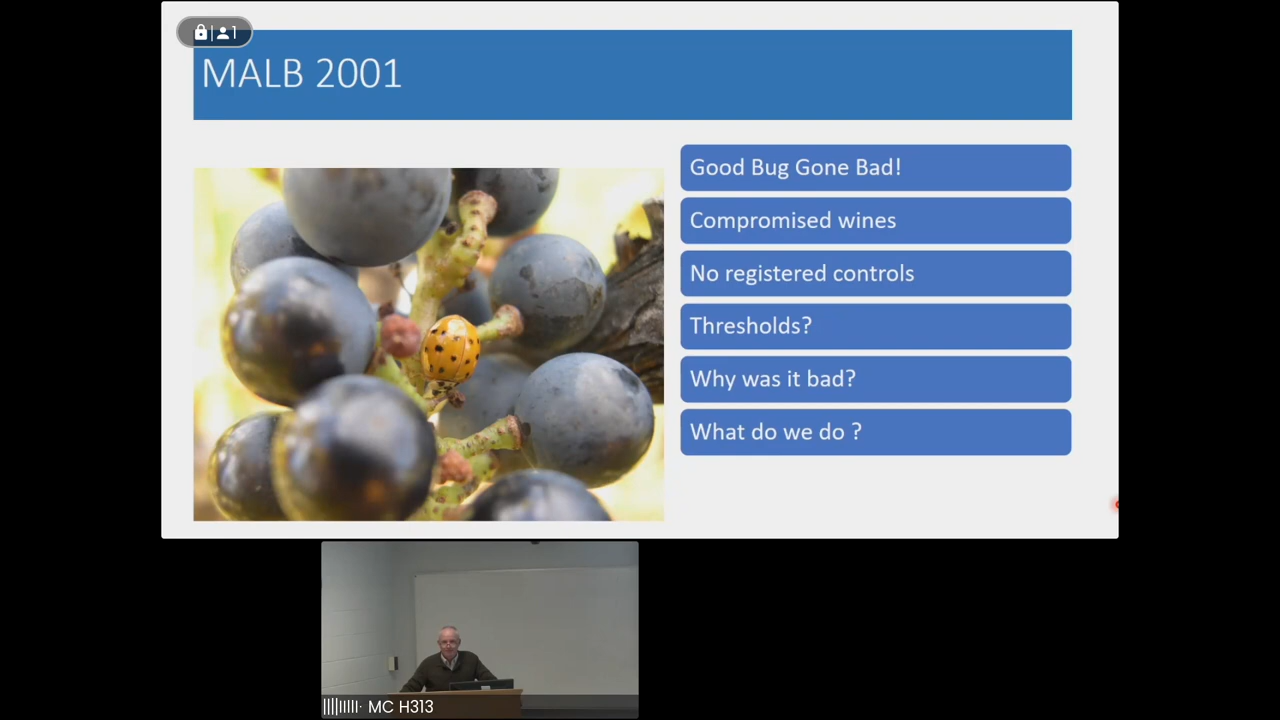 1
MALB 2001
Good Bug Gone Bad!
Compromised wines
No registered controls
Thresholds?
Why was it bad?
What do we do ?
MC H313